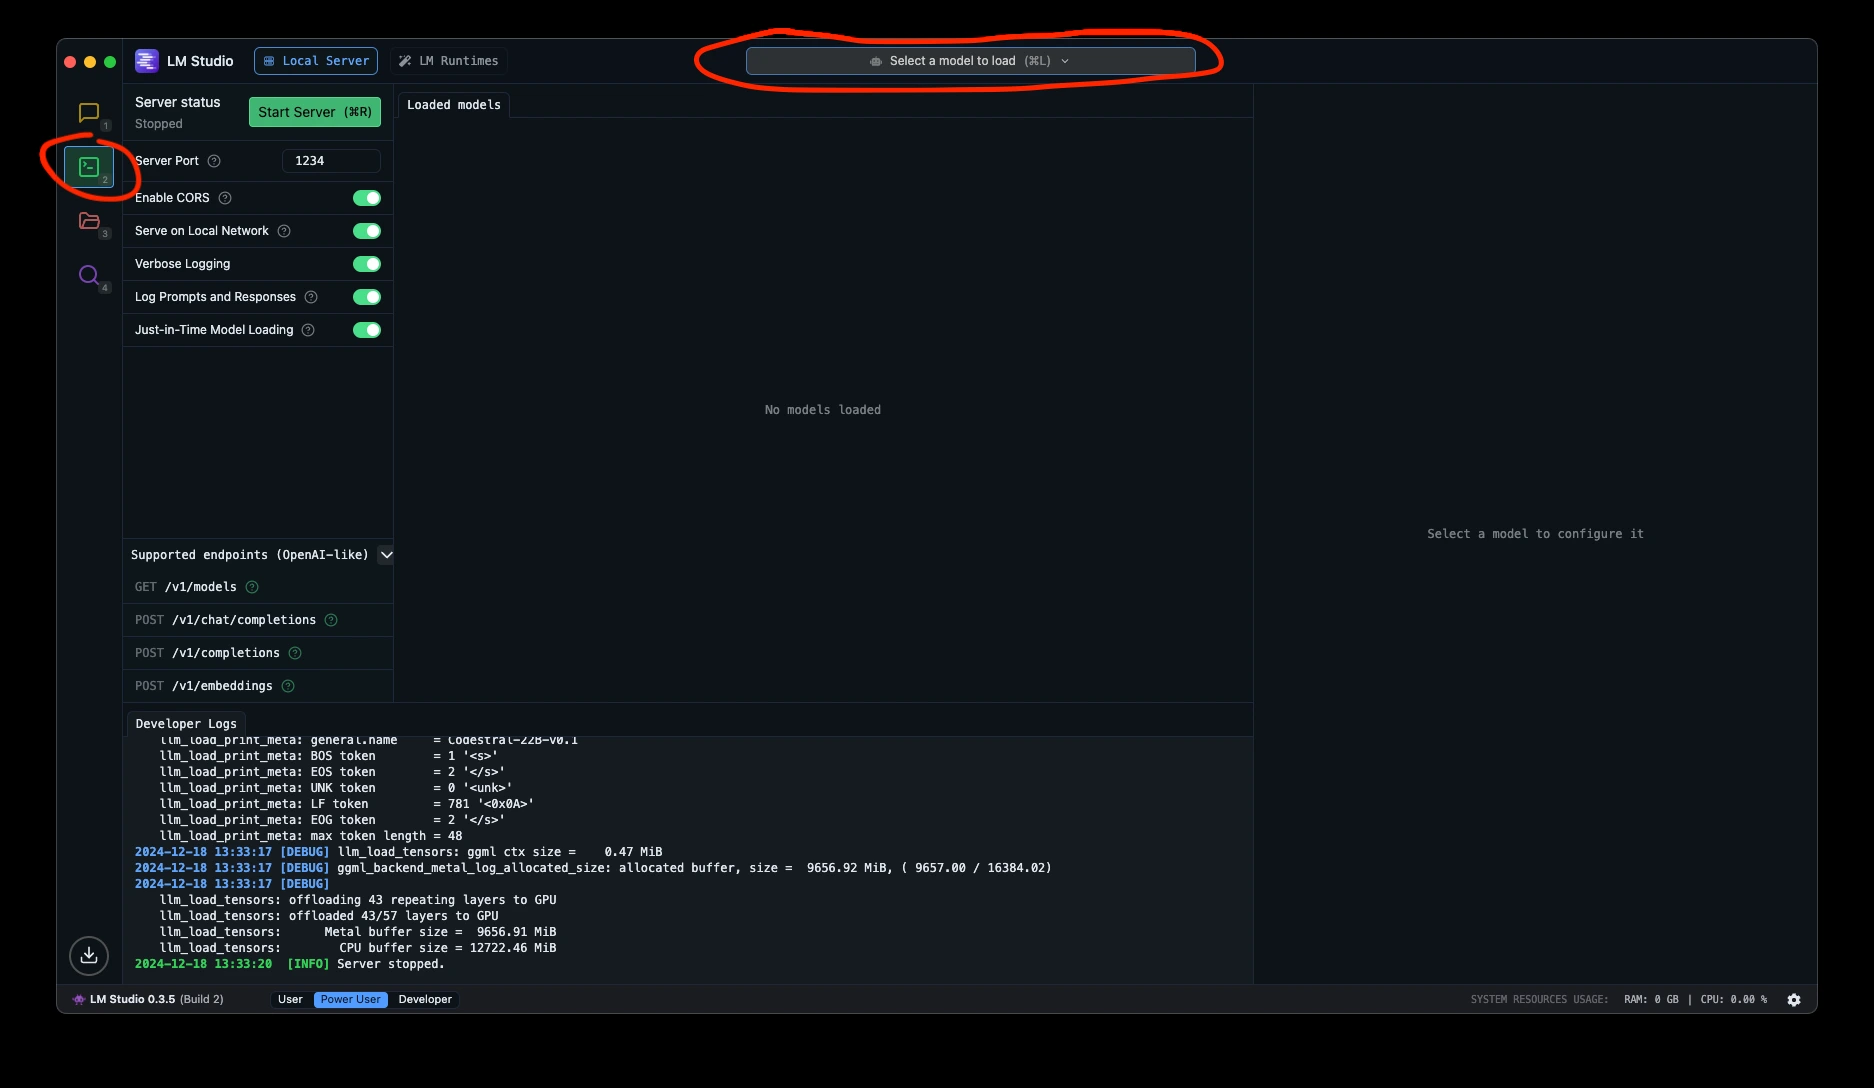 LM Studio
Local Server
LM Runtimes
Select a model to load (⌘L)
Server status
Stopped
Start Server (⌘R)
Server Port
1234
Enable CORS
Serve on Local Network
Verbose Logging
Log Prompts and Responses
Just-in-Time Model Loading
1
2
3
4
Loaded models
No models loaded
Select a model to configure it
Supported endpoints (OpenAI-like)
GET /v1/models
POST /v1/chat/completions
POST /v1/completions
POST /v1/embeddings
Developer Logs
llm_load_print_meta: general.name = Codestral-22B-v0.1
llm_load_print_meta: BOS token = 1 '<s>'
llm_load_print_meta: EOS token = 2 '</s>'
llm_load_print_meta: UNK token = 0 '<unk>'
llm_load_print_meta: LF token = 781 '<0x0A>'
llm_load_print_meta: EOG token = 2 '</s>'
llm_load_print_meta: max token length = 48
2024-12-18 13:33:17 [DEBUG] llm_load_tensors: ggml ctx size = 0.47 MiB
2024-12-18 13:33:17 [DEBUG] ggml_backend_metal_log_allocated_size: allocated buffer, size = 9656.92 MiB, ( 9657.00 / 16384.02)
2024-12-18 13:33:17 [DEBUG]
llm_load_tensors: offloading 43 repeating layers to GPU
llm_load_tensors: offloaded 43/57 layers to GPU
llm_load_tensors: Metal buffer size = 9656.91 MiB
llm_load_tensors: CPU buffer size = 12722.46 MiB
2024-12-18 13:33:20 [INFO] Server stopped.
LM Studio 0.3.5 (Build 2)
User
Power User
Developer
SYSTEM RESOURCES USAGE: RAM: 0 GB | CPU: 0.00 %